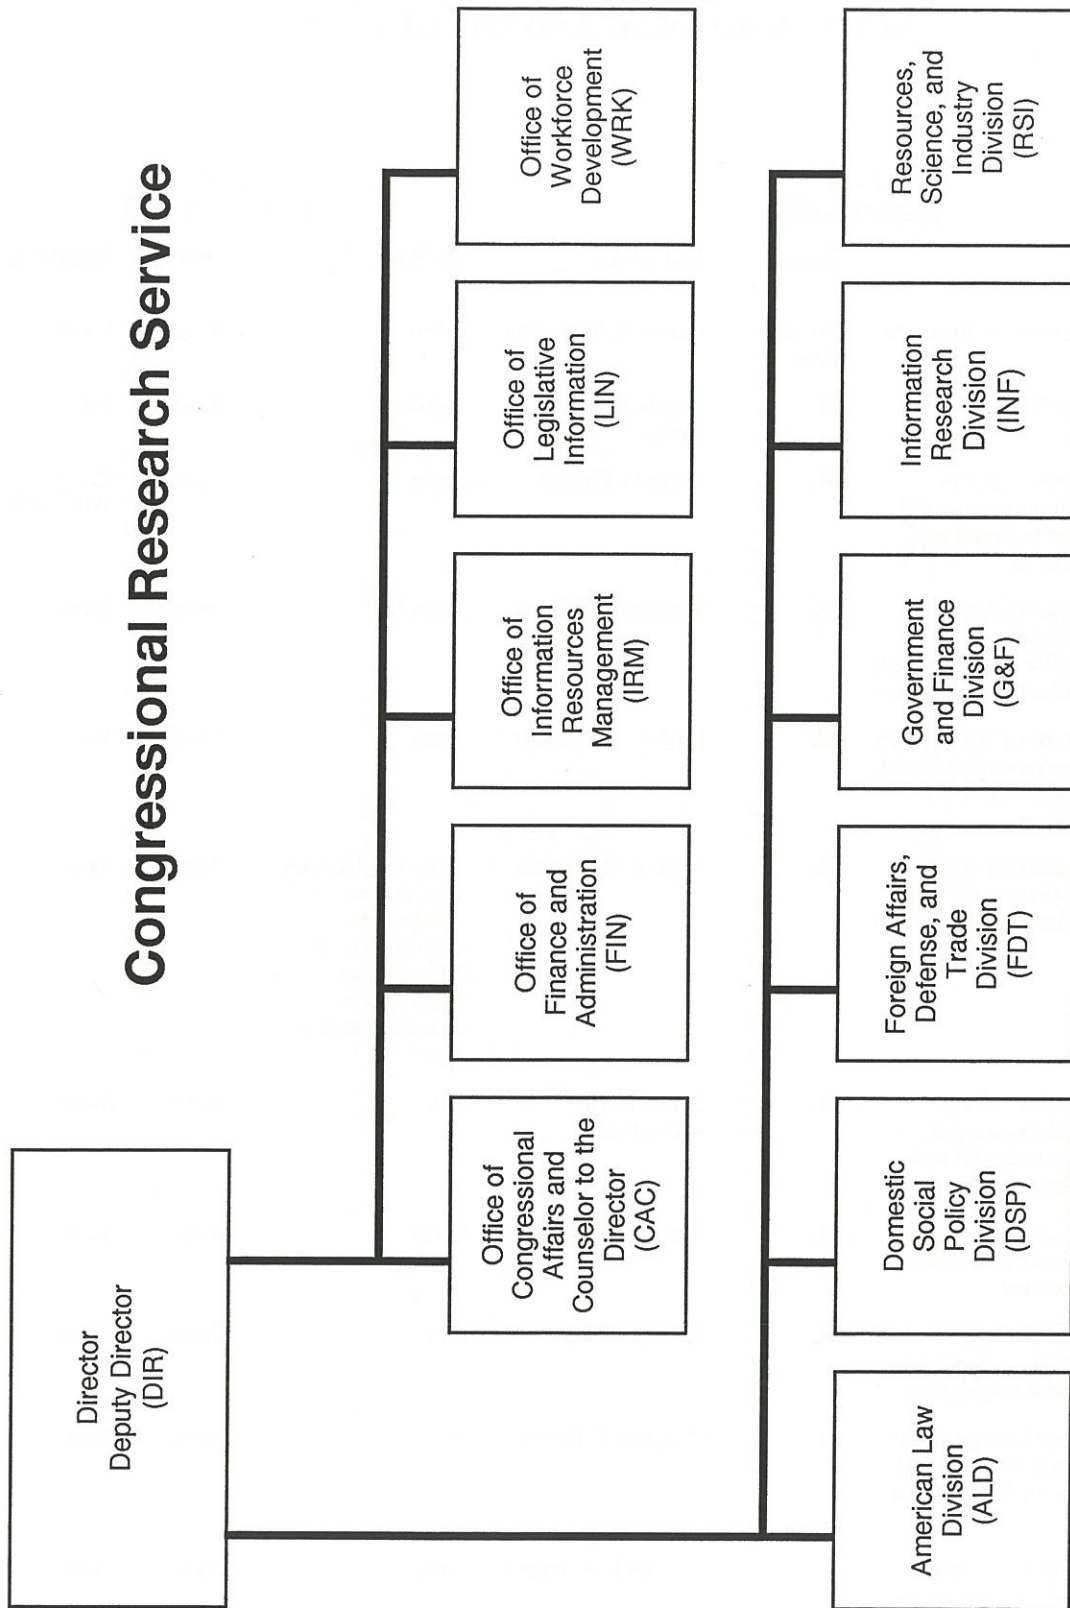 Congressional Research Service
Director
Deputy Director
(DIR)
Office of
Congressional
Affairs and
Counselor to the
Director
(CAC)
Office of
Finance and
Administration
(FIN)
Office of
Information
Resources
Management
(IRM)
Office of
Legislative
Information
(LIN)
Office of
Workforce
Development
(WRK)
American Law
Division
(ALD)
Domestic
Social
Policy
Division
(DSP)
Foreign Affairs,
Defense, and
Trade
Division
(FDT)
Government
and Finance
Division
(G&F)
Information
Research
Division
(INF)
Resources,
Science, and
Industry
Division
(RSI)